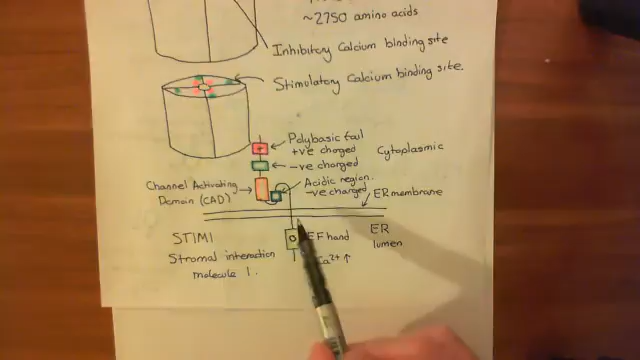 ~2750 amino acids
Inhibitory Calcium binding site
Stimulatory Calcium binding site.
Polybasic tail
+ve charged
Cytoplasmic
-ve charged
Channel Activating
Domain (CAD)
Acidic region.
-ve charged
ER membrane
STIM1
Stromal interaction
molecule 1.
EF hand
Ca2+ ↑
ER
lumen